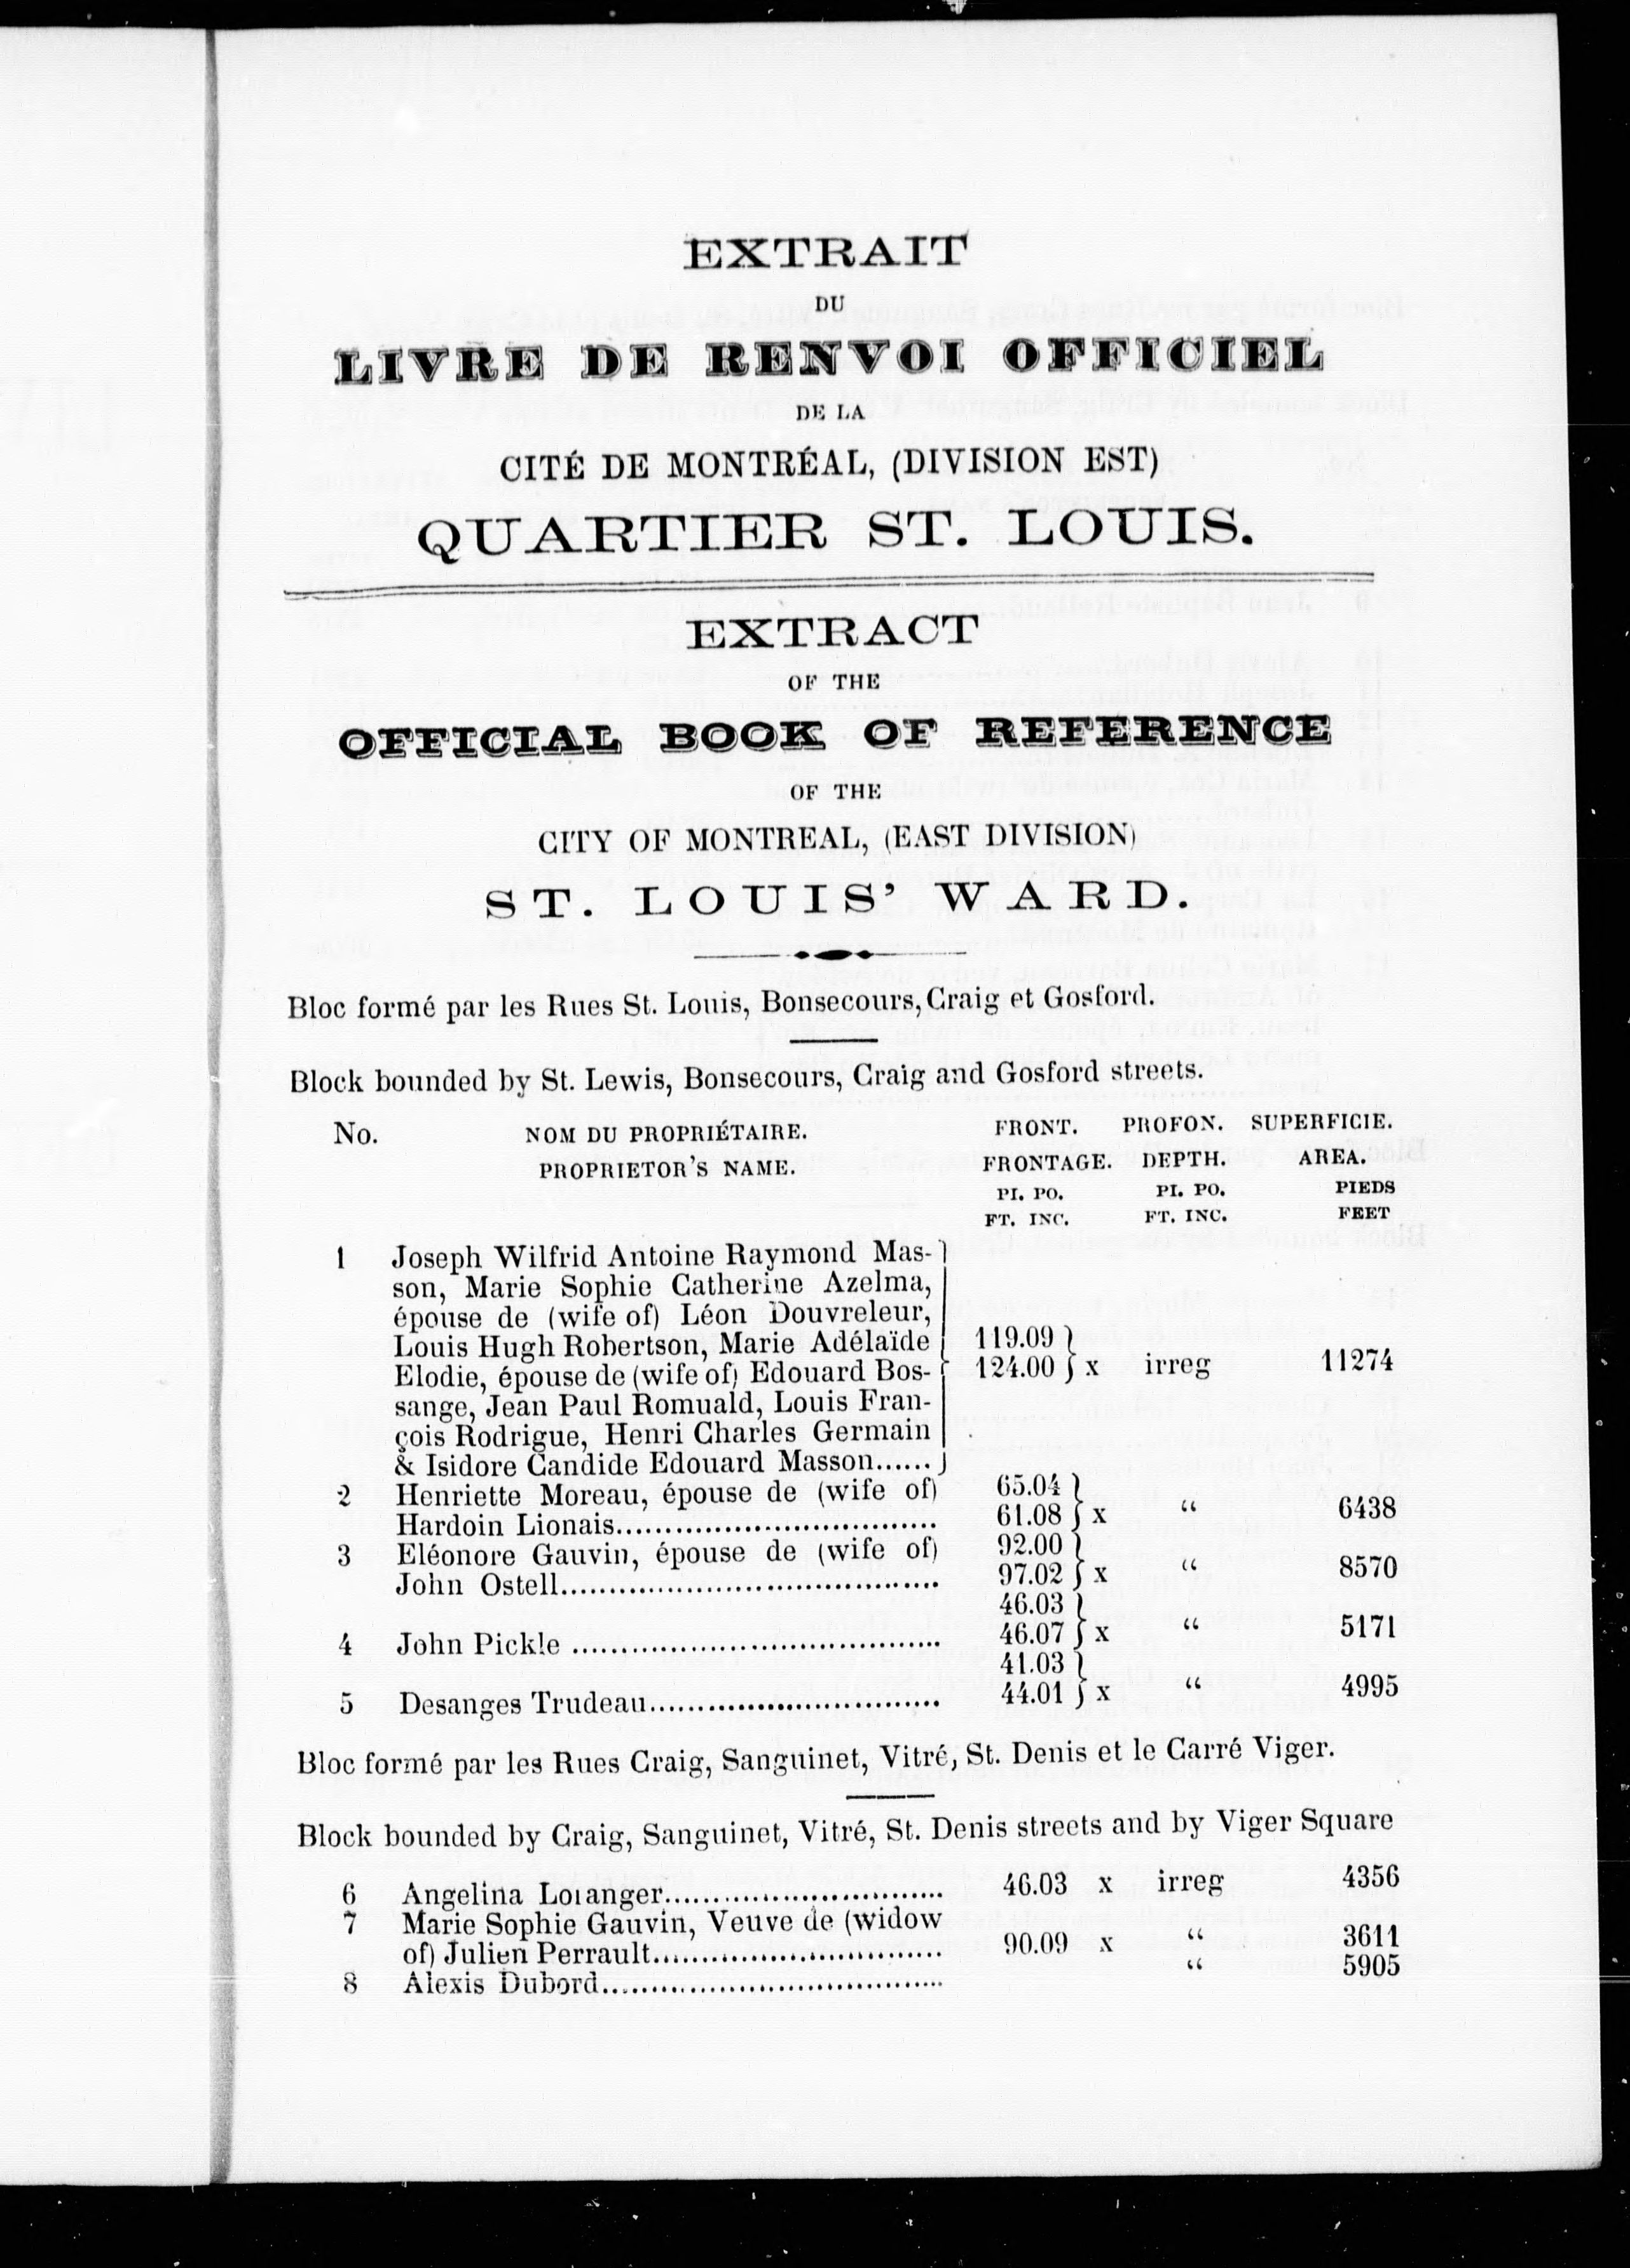 EXTRAIT
DU
LIVRE DE RENVOI OFFICIEL
DE LA
CITÉ DE MONTRÉAL, (DIVISION EST)
QUARTIER ST. LOUIS.
EXTRACT
OF THE
OFFICIAL BOOK OF REFERENCE
OF THE
CITY OF MONTREAL, (EAST DIVISION)
ST. LOUIS' WARD.
Bloc formé par les Rues St. Louis, Bonsecours, Craig et Gosford.
Block bounded by St. Lewis, Bonsecours, Craig and Gosford streets.
No. NOM DU PROPRIÉTAIRE. FRONT. PROFON. SUPERFICIE.
PROPRIETOR'S NAME. FRONTAGE. DEPTH. AREA.
PI. PO. PI. PO. PIEDS
FT. INC. FT. INC. FEET
1 Joseph Wilfrid Antoine Raymond Mas-
son, Marie Sophie Catherine Azelma,
épouse de (wife of) Léon Douvreleur,
Louis Hugh Robertson, Marie Adélaïde 119.09
Elodie, épouse de (wife of) Edouard Bos- 124.00 x irreg 11274
sange, Jean Paul Romuald, Louis Fran-
çois Rodrigue, Henri Charles Germain
& Isidore Candide Edouard Masson......
2 Henriette Moreau, épouse de (wife of) 65.04
Hardoin Lionais................................ 61.08 x “ 6438
3 Eléonore Gauvin, épouse de (wife of) 92.00
John Ostell...................................... 97.02 x “ 8570
46.03
4 John Pickle ..................................... 46.07 x “ 5171
41.03
5 Desanges Trudeau............................. 44.01 x “ 4995
Bloc formé par les Rues Craig, Sanguinet, Vitré, St. Denis et le Carré Viger.
Block bounded by Craig, Sanguinet, Vitré, St. Denis streets and by Viger Square
6 Angelina Loranger............................ 46.03 x irreg 4356
7 Marie Sophie Gauvin, Veuve de (widow
of) Julien Perrault............................. 90.09 x “ 3611
8 Alexis Dubord.................................. “ 5905